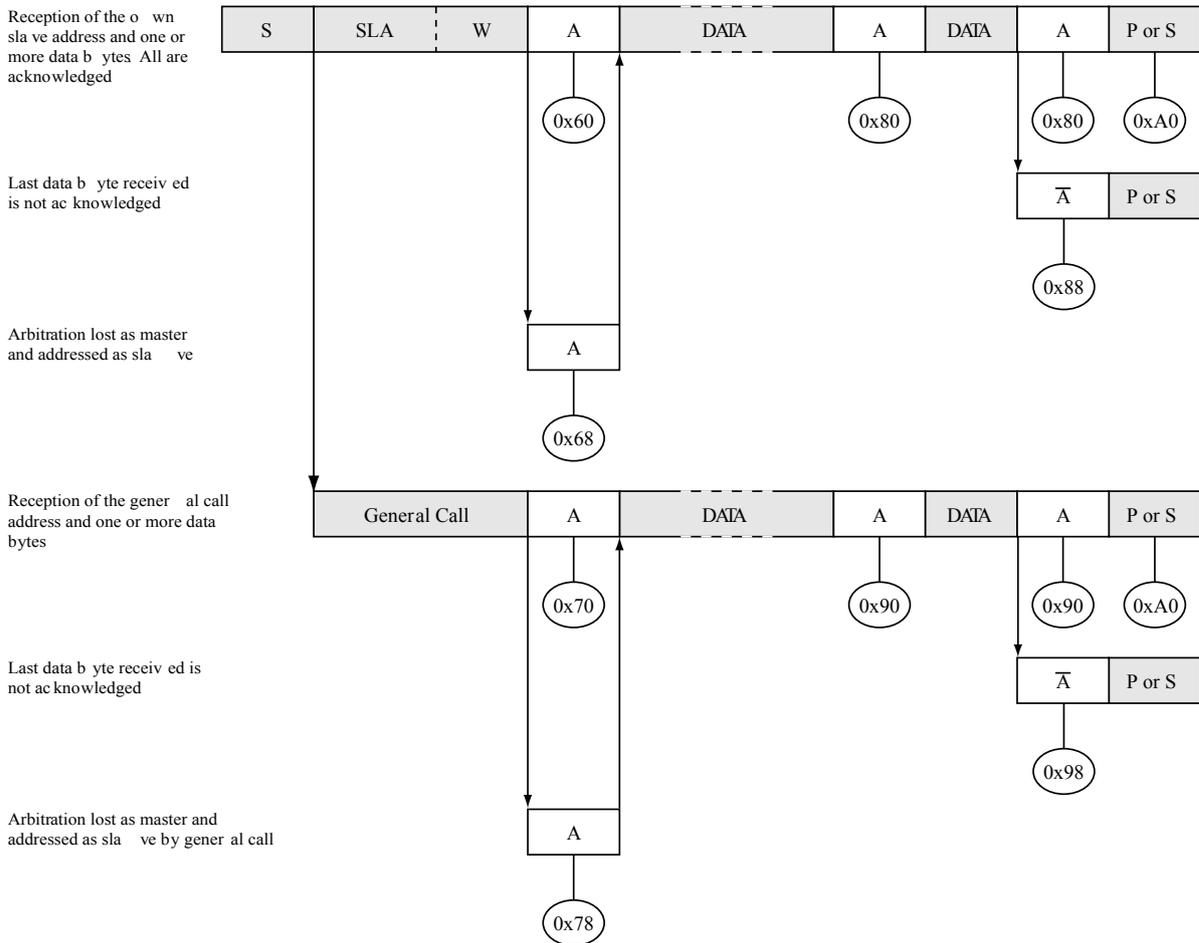 Reception of the o wn
sla ve address and one or
more data b ytes. All are
acknowledged
S SLA W A DATA A DATA A P or S
0x60 0x80 0x80 0xA0
Last data b yte receiv ed
is not ac knowledged
A̅ P or S
0x88
Arbitration lost as master
and addressed as sla ve
A
0x68
Reception of the gener al call
address and one or more data
bytes
General Call A DATA A DATA A P or S
0x70 0x90 0x90 0xA0
Last data b yte receiv ed is
not ac knowledged
A̅ P or S
0x98
Arbitration lost as master and
addressed as sla ve by gener al call
A
0x78